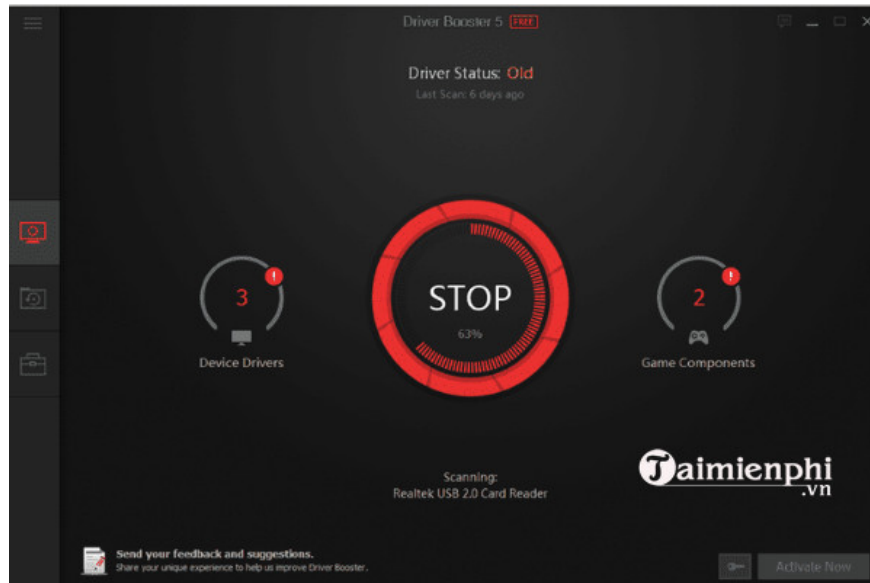 Driver Booster 5 FREE
Driver Status: Old
Last Scan: 6 days ago
3
Device Drivers
STOP
63%
2
Game Components
Scanning:
Realtek USB 2.0 Card Reader
Taimienphi
.vn
Send your feedback and suggestions.
Share your unique experience to help us improve Driver Booster.
Activate Now